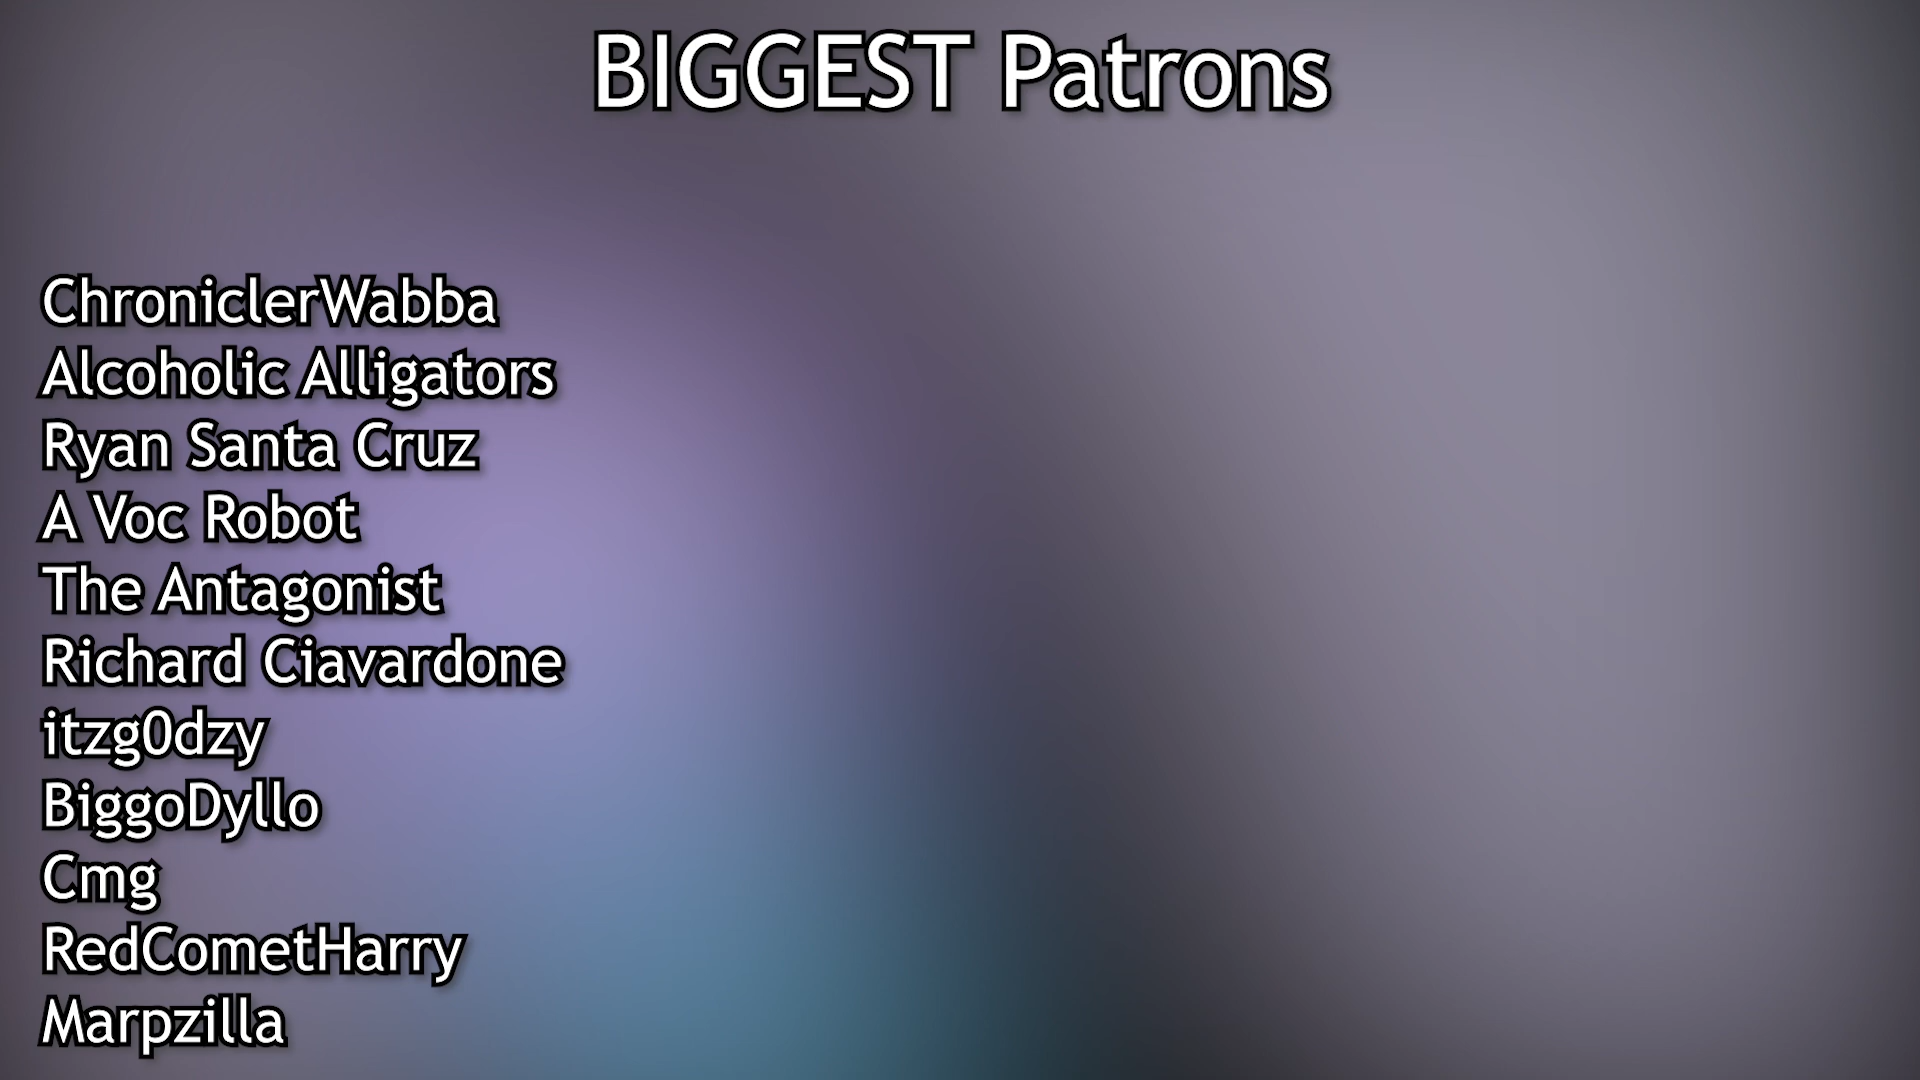 BIGGEST Patrons
ChroniclerWabba
Alcoholic Alligators
Ryan Santa Cruz
A Voc Robot
The Antagonist
Richard Ciavardone
itzg0dzy
BiggoDyllo
Cmg
RedCometHarry
Marpzilla